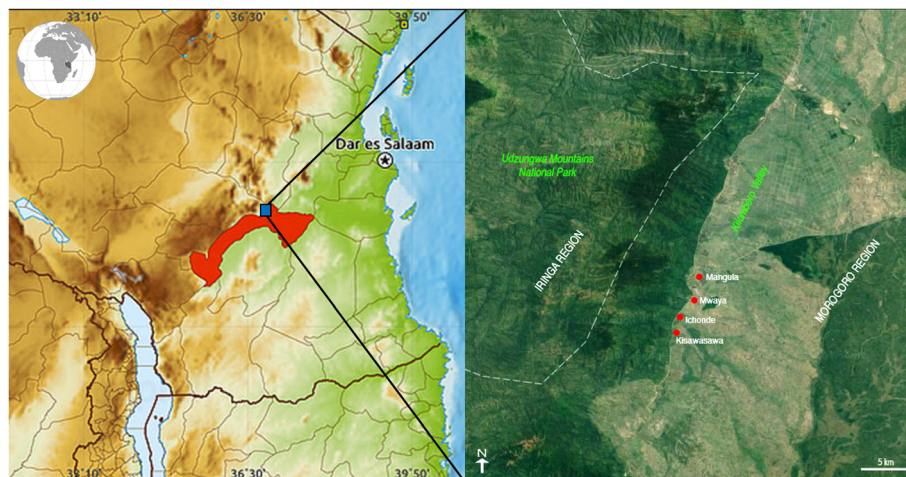 33°10'
36°30'
39°50'
Dar es Salaam
33°10'
36°30'
39°50'
Udzungwa Mountains
National Park
Kilombero Valley
IRINGA REGION
MOROGORO REGION
Mangula
Mwaya
Ichonde
Kisawasawa
N
5 km